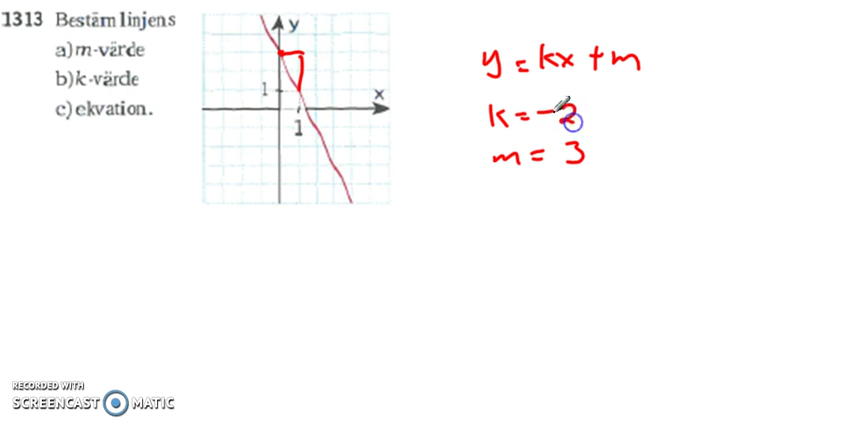 1313 Bestäm linjens
a) m-värde
b) k-värde
c) ekvation.
y
x
1
1
y = kx + m
k = -2
m = 3
RECORDED WITH
SCREENCAST MATIC